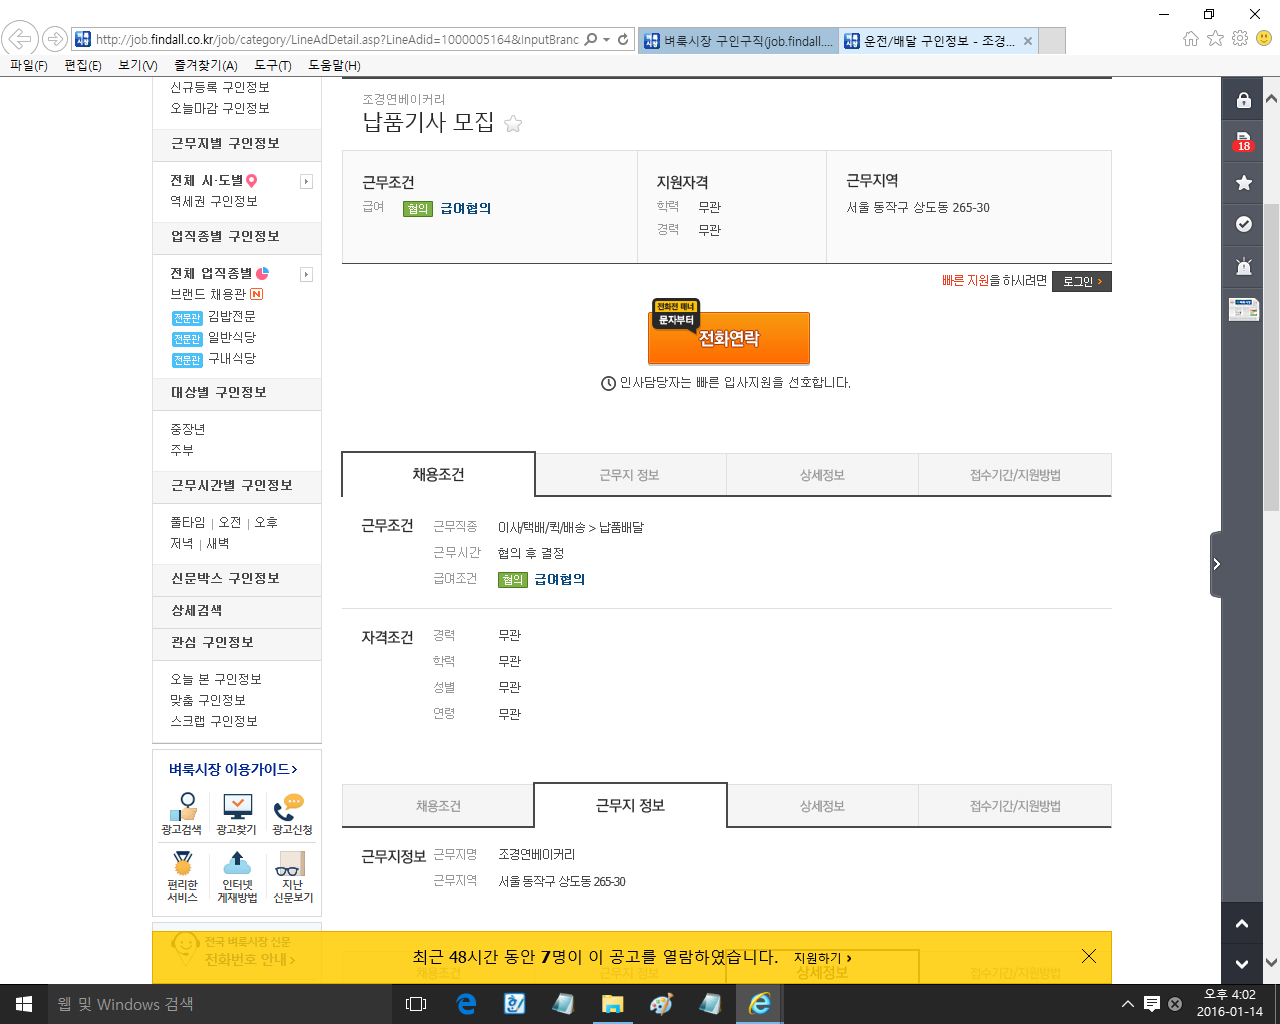 http://job.findall.co.kr/job/category/LineAdDetail.asp?LineAdid=1000005164&InputBranc
벼룩시장 구인구직(job.findall....
운전/배달 구인정보 - 조경...
파일(F) 편집(E) 보기(V) 즐겨찾기(A) 도구(T) 도움말(H)
신규등록 구인정보
오늘마감 구인정보
근무지별 구인정보
전체 시·도별
역세권 구인정보
업직종별 구인정보
전체 업직종별
브랜드 채용관 N
전문관 김밥전문
전문관 일반식당
전문관 구내식당
대상별 구인정보
중장년
주부
근무시간별 구인정보
풀타임 | 오전 | 오후
저녁 | 새벽
신문박스 구인정보
상세검색
관심 구인정보
오늘 본 구인정보
맞춤 구인정보
스크랩 구인정보
벼룩시장 이용가이드>
광고검색 광고찾기 광고신청
편리한 서비스
인터넷 게재방법
지난 신문보기
전국 벼룩시장 신문
전화번호 안내>
조경연베이커리
납품기사 모집
근무조건
급여 협의 급여협의
지원자격
학력 무관
경력 무관
근무지역
서울 동작구 상도동 265-30
빠른 지원을 하시려면 로그인 >
전화전 매너
문자부터
전화연락
인사담당자는 빠른 입사지원을 선호합니다.
채용조건 근무지 정보 상세정보 접수기간/지원방법
근무조건 근무직종 이사/택배/퀵/배송 > 납품배달
근무시간 협의 후 결정
급여조건 협의 급여협의
자격조건 경력 무관
학력 무관
성별 무관
연령 무관
채용조건 근무지 정보 상세정보 접수기간/지원방법
근무지정보 근무지명 조경연베이커리
근무지역 서울 동작구 상도동 265-30
채용조건 근무지 정보 상세정보 접수기간/지원방법
최근 48시간 동안 7명이 이 공고를 열람하였습니다. 지원하기 >
18
웹 및 Windows 검색
오후 4:02
2016-01-14